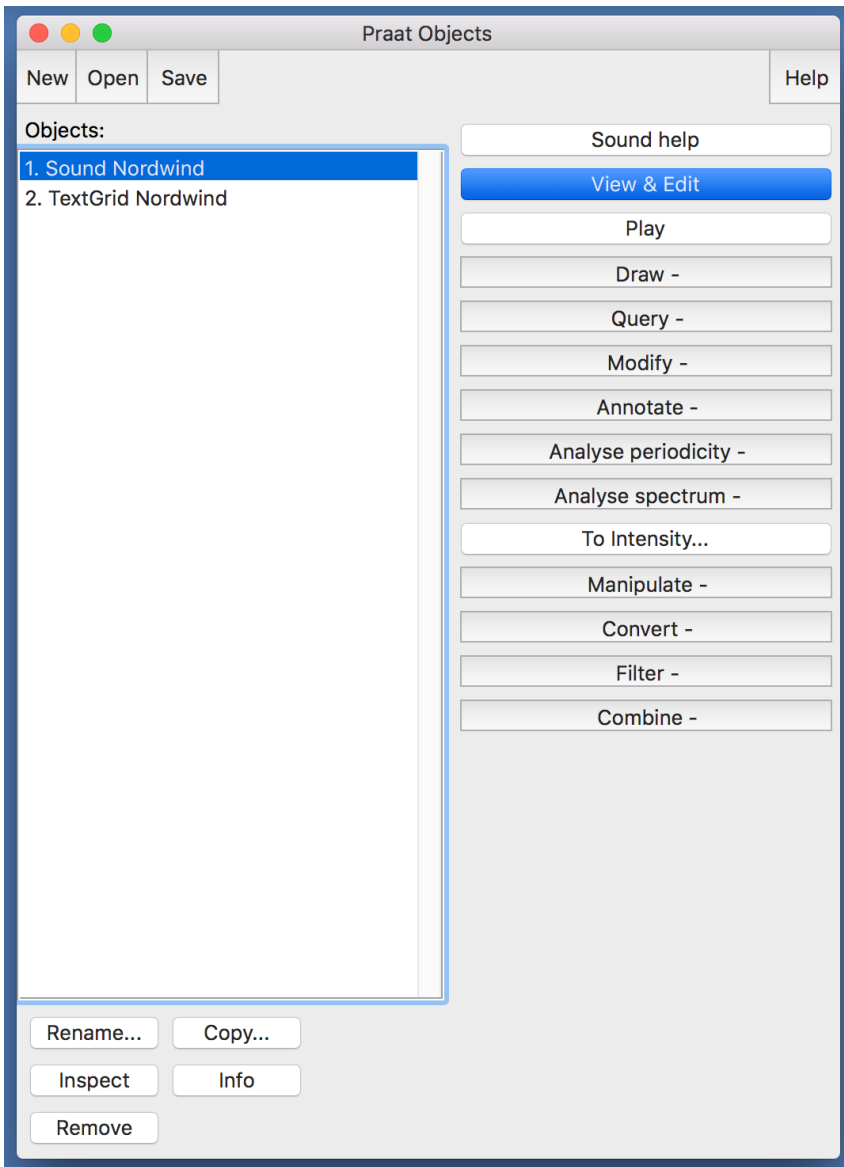 Praat Objects
New Open Save Help
Objects:
1. Sound Nordwind
2. TextGrid Nordwind
Sound help
View & Edit
Play
Draw -
Query -
Modify -
Annotate -
Analyse periodicity -
Analyse spectrum -
To Intensity...
Manipulate -
Convert -
Filter -
Combine -
Rename... Copy...
Inspect Info
Remove